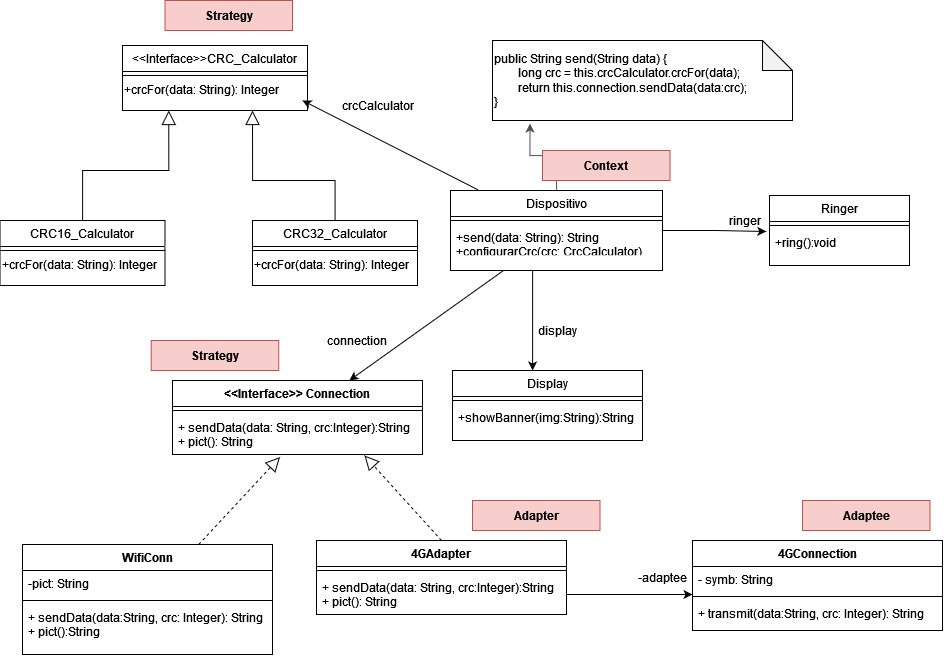 Strategy
<<Interface>>CRC_Calculator
+crcFor(data: String): Integer
crcCalculator
public String send(String data) {
long crc = this.crcCalculator.crcFor(data);
return this.connection.sendData(data:crc);
}
Context
CRC16_Calculator
+crcFor(data: String): Integer
CRC32_Calculator
+crcFor(data: String): Integer
Dispositivo
+send(data: String): String
+configurarCrc(crc: CrcCalculator)
ringer
Ringer
+ring():void
connection
display
Strategy
<<Interface>> Connection
+ sendData(data: String, crc:Integer):String
+ pict(): String
Display
+showBanner(img:String):String
Adapter
Adaptee
WifiConn
-pict: String
+ sendData(data:String, crc: Integer): String
+ pict():String
4GAdapter
+ sendData(data: String, crc:Integer):String
+ pict(): String
-adaptee
4GConnection
- symb: String
+ transmit(data:String, crc: Integer): String